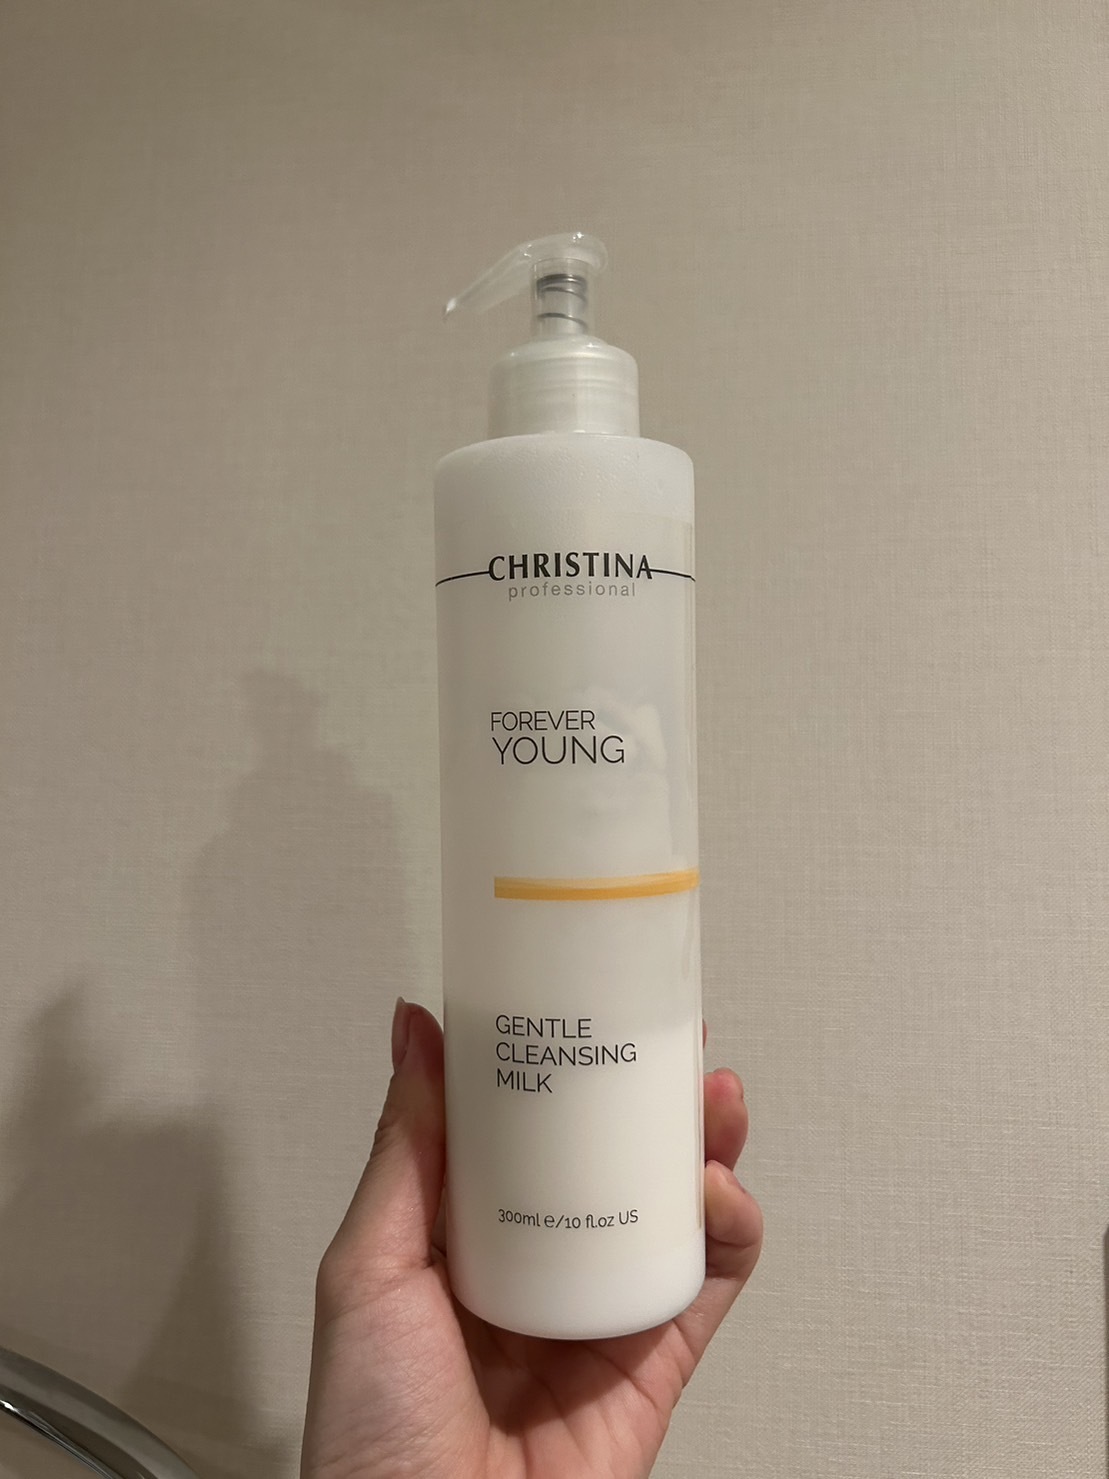 CHRISTINA
professional
FOREVER
YOUNG
GENTLE
CLEANSING
MILK
300ml ℮/10 fl.oz US